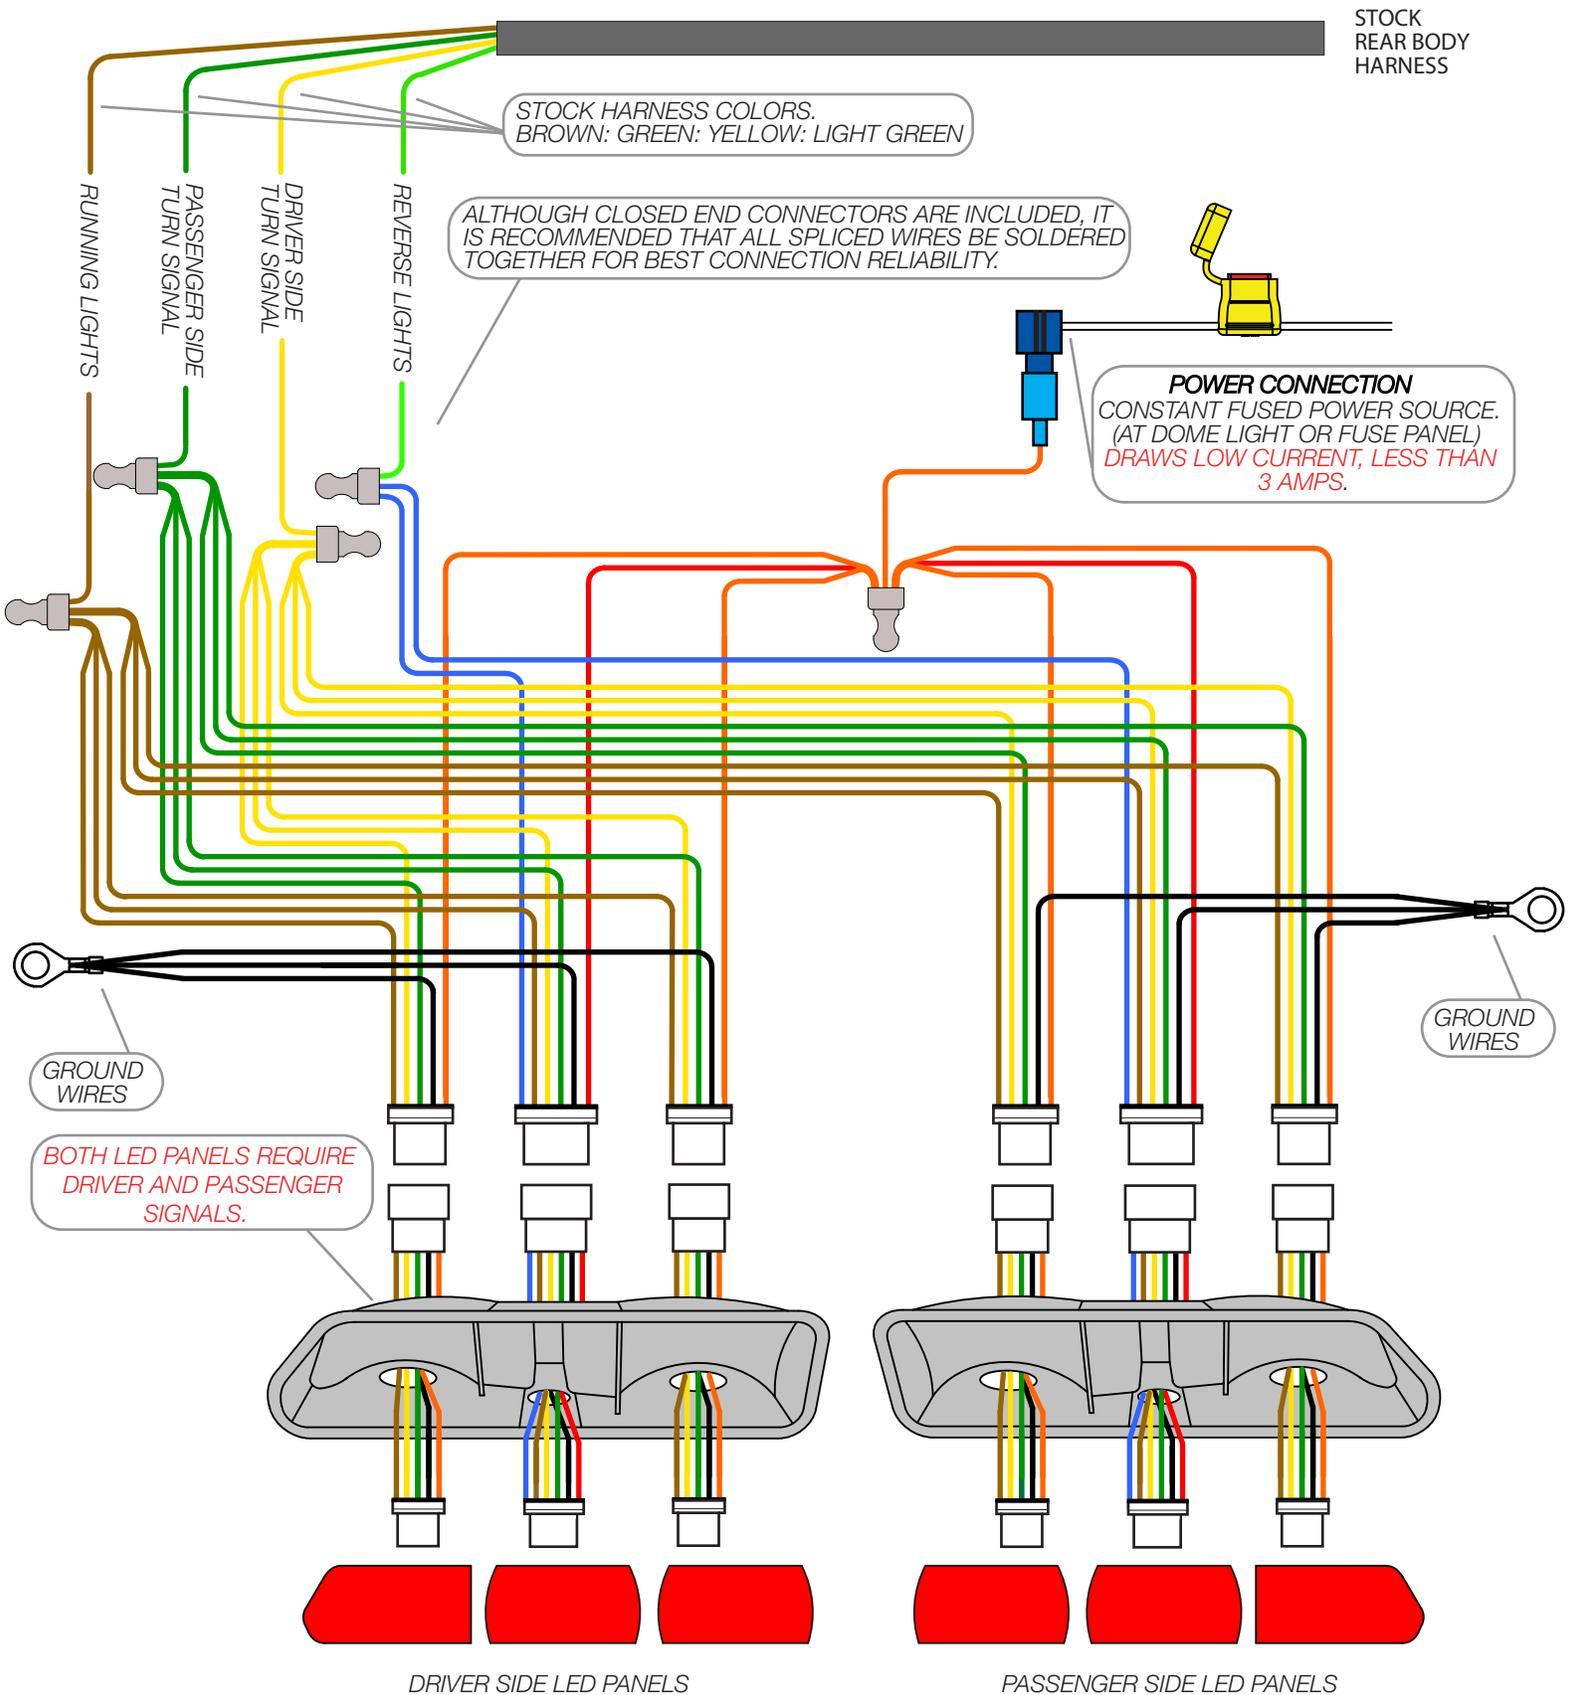 STOCK
REAR BODY
HARNESS
STOCK HARNESS COLORS.
BROWN: GREEN: YELLOW: LIGHT GREEN
RUNNING LIGHTS
PASSENGER SIDE
TURN SIGNAL
DRIVER SIDE
TURN SIGNAL
REVERSE LIGHTS
ALTHOUGH CLOSED END CONNECTORS ARE INCLUDED, IT
IS RECOMMENDED THAT ALL SPLICED WIRES BE SOLDERED
TOGETHER FOR BEST CONNECTION RELIABILITY.
POWER CONNECTION
CONSTANT FUSED POWER SOURCE.
(AT DOME LIGHT OR FUSE PANEL)
DRAWS LOW CURRENT, LESS THAN
3 AMPS.
GROUND
WIRES
GROUND
WIRES
BOTH LED PANELS REQUIRE
DRIVER AND PASSENGER
SIGNALS.
DRIVER SIDE LED PANELS
PASSENGER SIDE LED PANELS